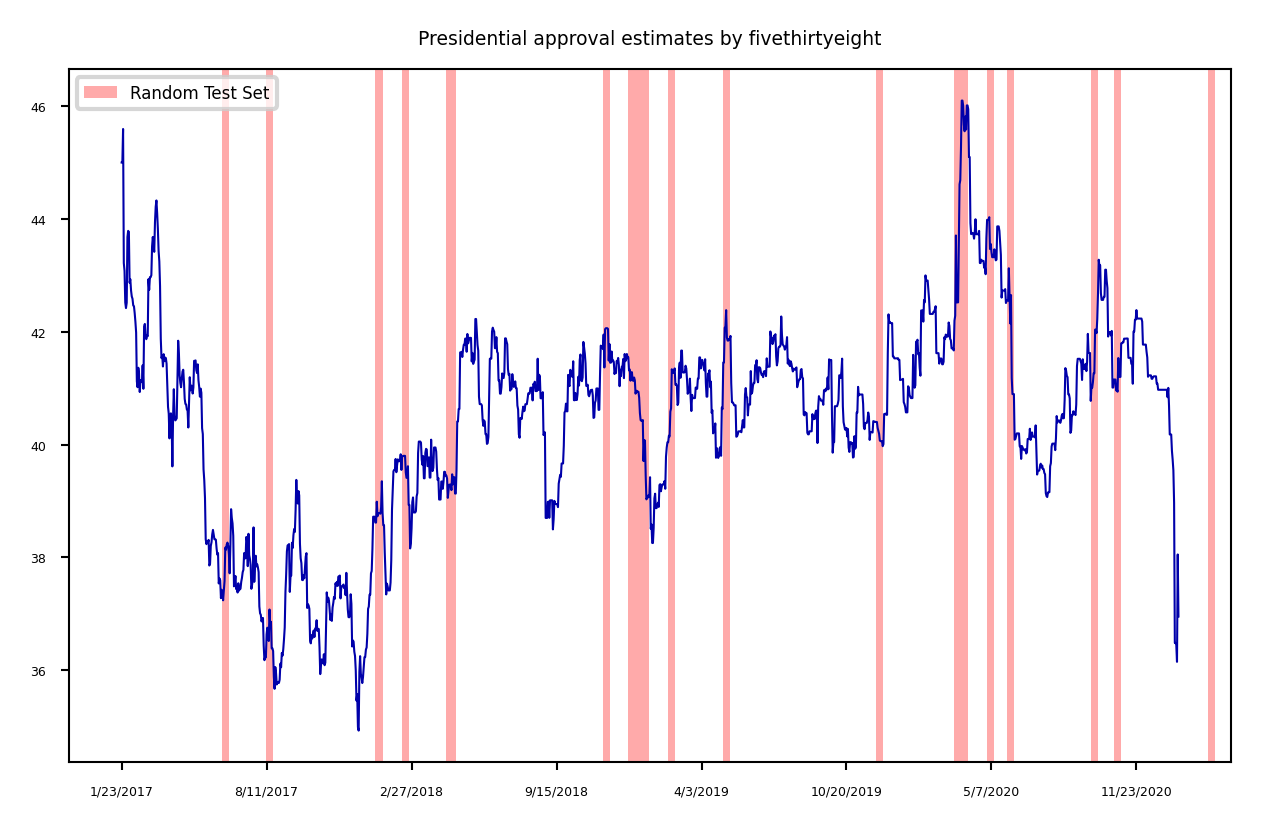 Presidential approval estimates by fivethirtyeight
Random Test Set
46
44
42
40
38
36
1/23/2017 8/11/2017 2/27/2018 9/15/2018 4/3/2019 10/20/2019 5/7/2020 11/23/2020